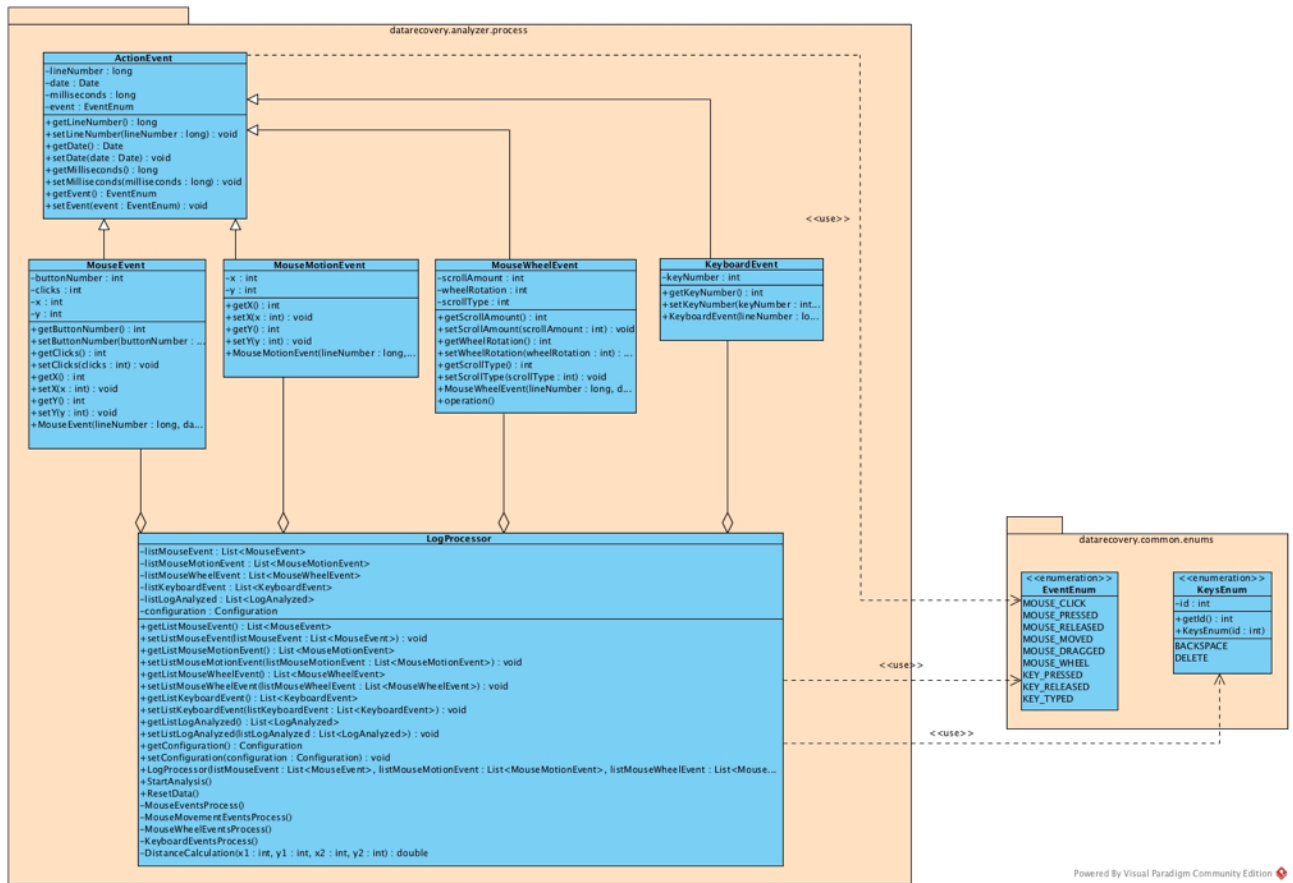 datarecovery.analyzer.process
ActionEvent
-lineNumber : long
-date : Date
-milliseconds : long
-event : EventEnum
+getLineNumber() : long
+setLineNumber(lineNumber : long) : void
+getDate() : Date
+setDate(date : Date) : void
+getMilliseconds() : long
+setMilliseconds(milliseconds : long) : void
+getEvent() : EventEnum
+setEvent(event : EventEnum) : void
<<use>>
MouseEvent
-buttonNumber : int
-clicks : int
-x : int
-y : int
+getButtonNumber() : int
+setButtonNumber(buttonNumber : ...
+getClicks() : int
+setClicks(clicks : int) : void
+getX() : int
+setX(x : int) : void
+getY() : int
+setY(y : int) : void
+MouseEvent(lineNumber : long, da...
MouseMotionEvent
-x : int
-y : int
+getX() : int
+setX(x : int) : void
+getY() : int
+setY(y : int) : void
+MouseMotionEvent(lineNumber : long,...
MouseWheelEvent
-scrollAmount : int
-wheelRotation : int
-scrollType : int
+getScrollAmount() : int
+setScrollAmount(scrollAmount : int) : void
+getWheelRotation() : int
+setWheelRotation(wheelRotation : int) : ...
+getScrollType() : int
+setScrollType(scrollType : int) : void
+MouseWheelEvent(lineNumber : long, d...
+operation()
KeyboardEvent
-keyNumber : int
+getKeyNumber() : int
+setKeyNumber(keyNumber : int...
+KeyboardEvent(lineNumber : lo...
LogProcessor
-listMouseEvent : List<MouseEvent>
-listMouseMotionEvent : List<MouseMotionEvent>
-listMouseWheelEvent : List<MouseWheelEvent>
-listKeyboardEvent : List<KeyboardEvent>
-listLogAnalyzed : List<LogAnalyzed>
-configuration : Configuration
+getListMouseEvent() : List<MouseEvent>
+setListMouseEvent(listMouseEvent : List<MouseEvent>) : void
+getListMouseMotionEvent() : List<MouseMotionEvent>
+setListMouseMotionEvent(listMouseMotionEvent : List<MouseMotionEvent>) : void
+getListMouseWheelEvent() : List<MouseWheelEvent>
+setListMouseWheelEvent(listMouseWheelEvent : List<MouseWheelEvent>) : void
+getListKeyboardEvent() : List<KeyboardEvent>
+setListKeyboardEvent(listKeyboardEvent : List<KeyboardEvent>) : void
+getListLogAnalyzed() : List<LogAnalyzed>
+setListLogAnalyzed(listLogAnalyzed : List<LogAnalyzed>) : void
+getConfiguration() : Configuration
+setConfiguration(configuration : Configuration) : void
+LogProcessor(listMouseEvent : List<MouseEvent>, listMouseMotionEvent : List<MouseMotionEvent>, listMouseWheelEvent : List<Mouse...
+StartAnalysis()
+ResetData()
-MouseEventsProcess()
-MouseMovementEventsProcess()
-MouseWheelEventsProcess()
-KeyboardEventsProcess()
-DistanceCalculation(x1 : int, y1 : int, x2 : int, y2 : int) : double
<<use>>
<<use>>
datarecovery.common.enums
<<enumeration>>
EventEnum
MOUSE_CLICK
MOUSE_PRESSED
MOUSE_RELEASED
MOUSE_MOVED
MOUSE_DRAGGED
MOUSE_WHEEL
KEY_PRESSED
KEY_RELEASED
KEY_TYPED
<<enumeration>>
KeysEnum
-id : int
+getId() : int
+KeysEnum(id : int)
BACKSPACE
DELETE
Powered By Visual Paradigm Community Edition